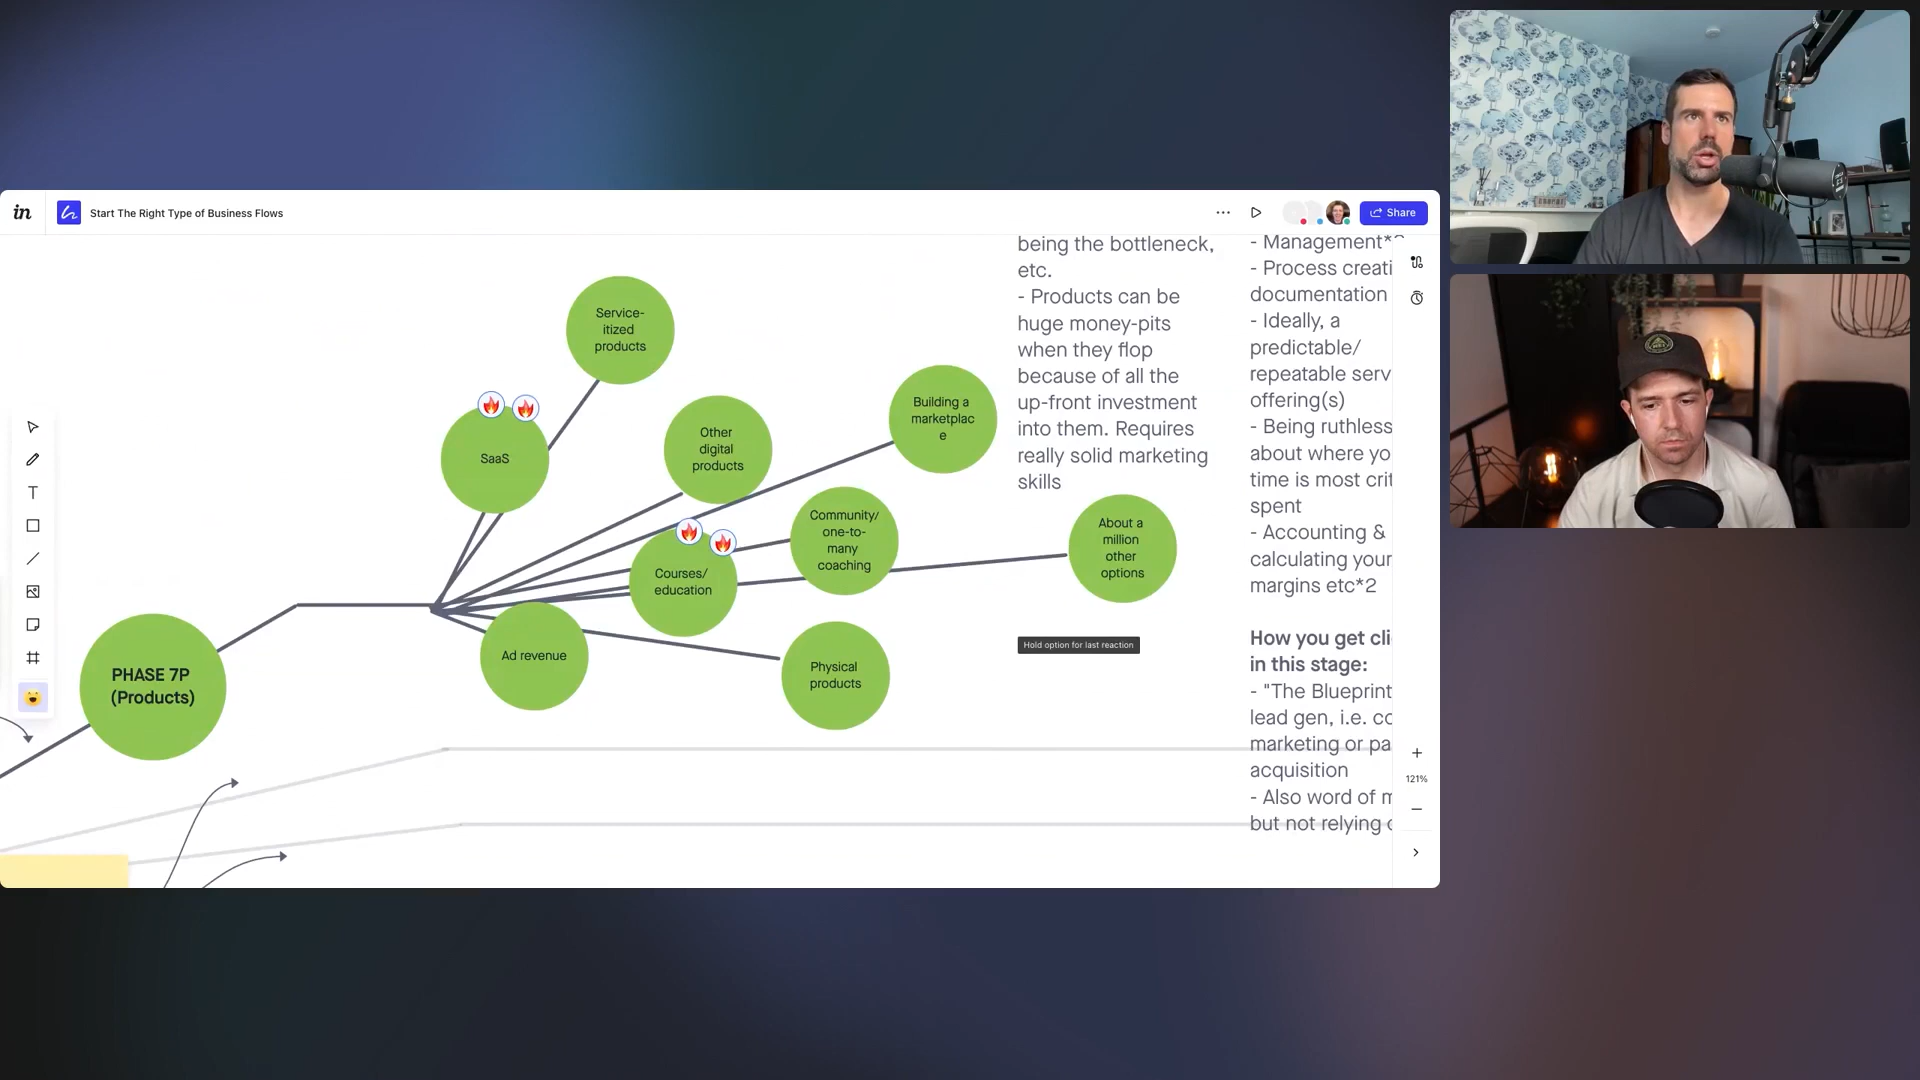 in
Start The Right Type of Business Flows
Share
being the bottleneck,
etc.
- Products can be
huge money-pits
when they flop
because of all the
up-front investment
into them. Requires
really solid marketing
skills
- Management*2
- Process creati
documentation
- Ideally, a
predictable/
repeatable serv
offering(s)
- Being ruthless
about where yo
time is most crit
spent
- Accounting &
calculating your
margins etc*2
How you get cli
in this stage:
- "The Blueprint
lead gen, i.e. co
marketing or pa
acquisition
- Also word of m
but not relying o
Service-
itized
products
SaaS
Other
digital
products
Building a
marketplac
e
Community/
one-to-
many
coaching
About a
million
other
options
Courses/
education
Ad revenue
Physical
products
PHASE 7P
(Products)
Hold option for last reaction
T
121%